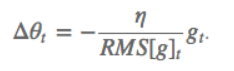 Δθ_t = − η / RMS[g]_t g_t.